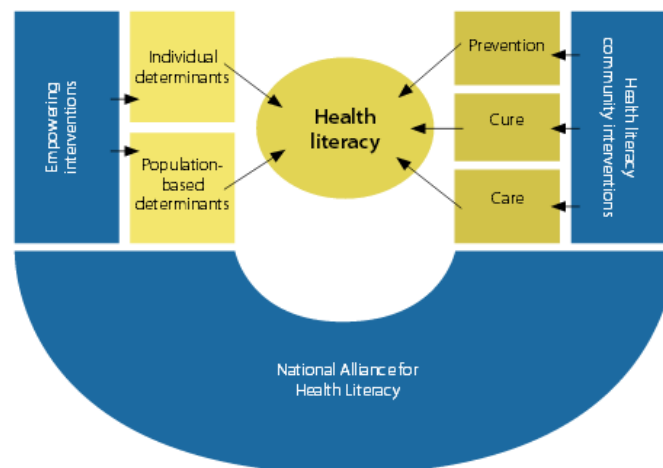 Empowering
interventions
Individual
determinants
Population-
based
determinants
Health
literacy
Prevention
Cure
Care
Health literacy
community interventions
National Alliance for
Health Literacy